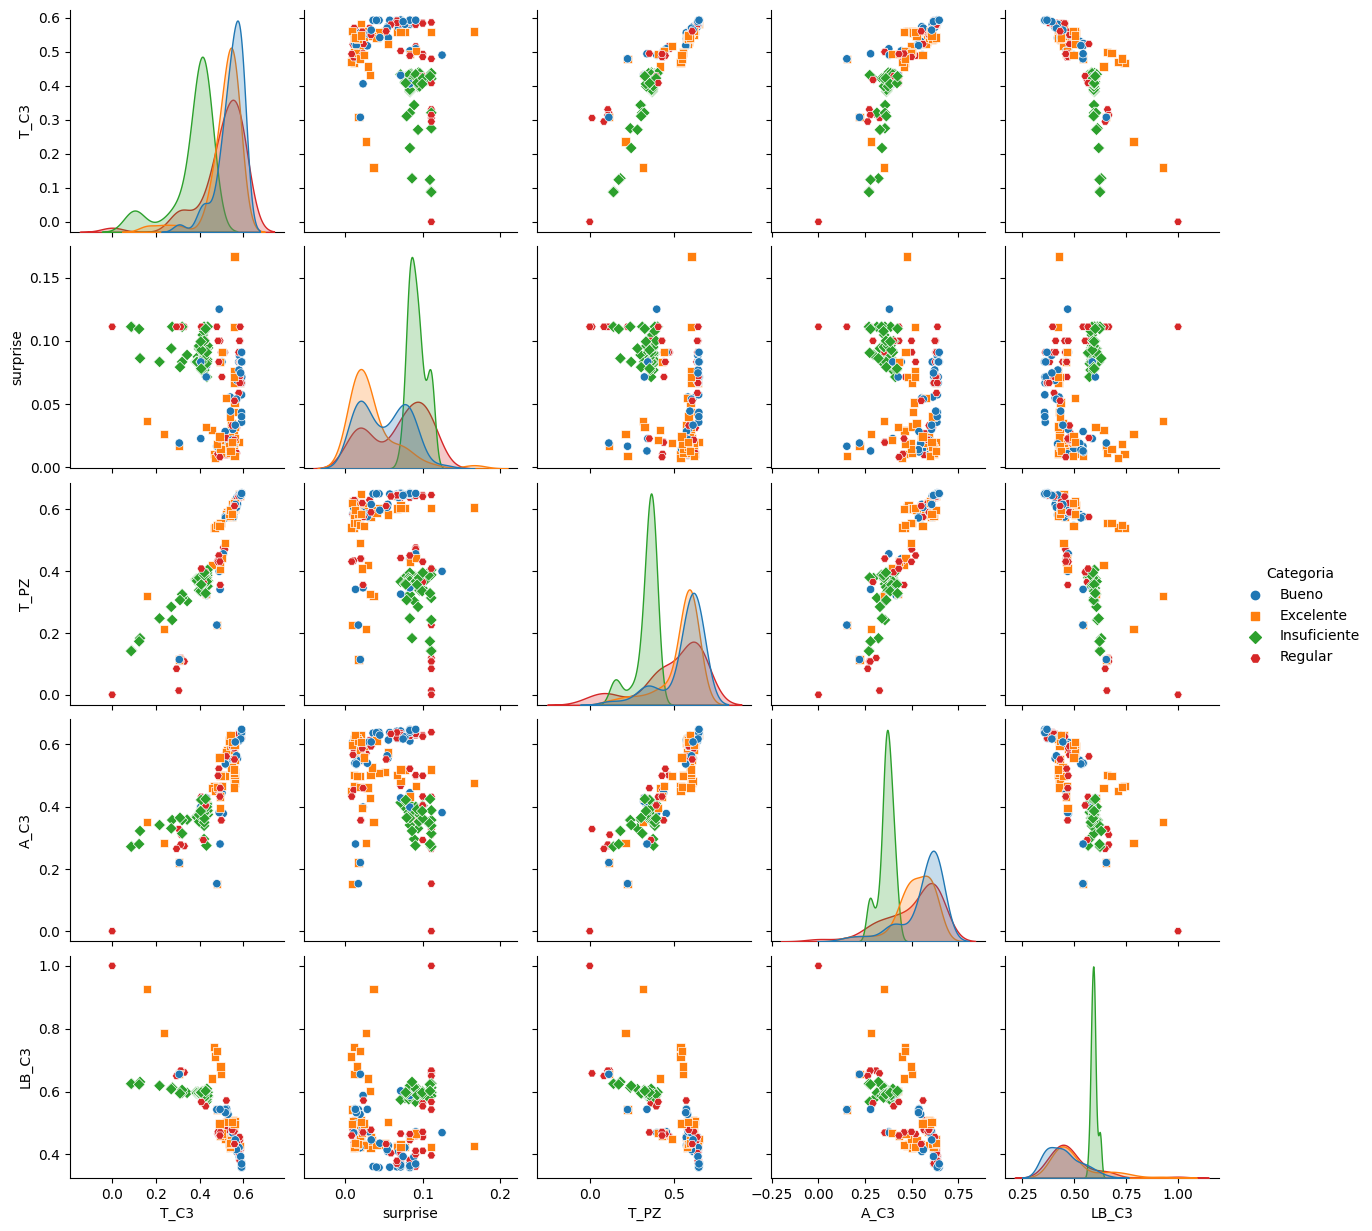 0.6
0.5
0.4
0.3
0.2
0.1
0.0
T_C3
0.15
0.10
0.05
0.00
surprise
0.6
0.4
0.2
0.0
T_PZ
Categoria
Bueno
Excelente
Insuficiente
Regular
0.6
0.4
0.2
0.0
A_C3
1.0
0.8
0.6
0.4
LB_C3
0.0 0.2 0.4 0.6 0.0 0.1 0.2 0.0 0.5 −0.25 0.00 0.25 0.50 0.75 0.25 0.50 0.75 1.00
T_C3 surprise T_PZ A_C3 LB_C3